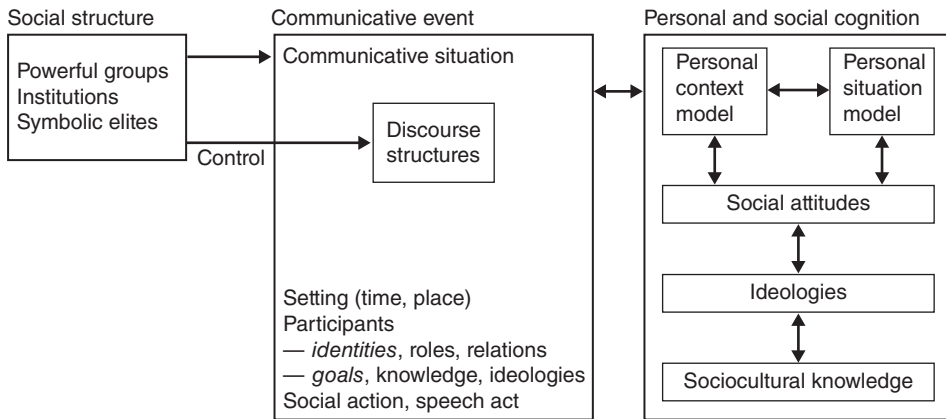 Social structure
Powerful groups
Institutions
Symbolic elites
Control
Communicative event
Communicative situation
Discourse
structures
Setting (time, place)
Participants
— identities, roles, relations
— goals, knowledge, ideologies
Social action, speech act
Personal and social cognition
Personal
context
model
Personal
situation
model
Social attitudes
Ideologies
Sociocultural knowledge